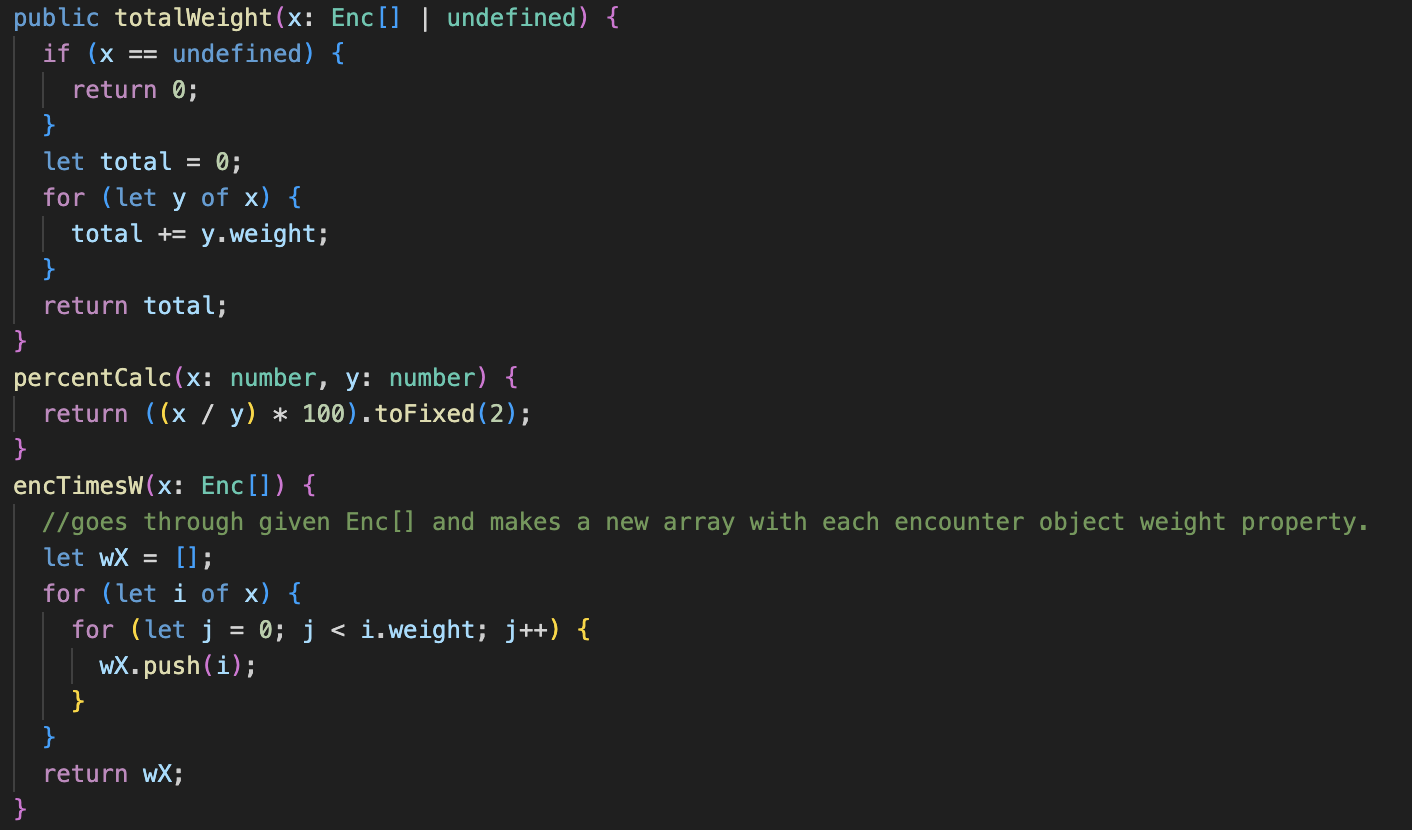 public totalWeight(x: Enc[] | undefined) {
  if (x == undefined) {
    return 0;
  }
  let total = 0;
  for (let y of x) {
    total += y.weight;
  }
  return total;
}
percentCalc(x: number, y: number) {
  return ((x / y) * 100).toFixed(2);
}
encTimesW(x: Enc[]) {
  //goes through given Enc[] and makes a new array with each encounter object weight property.
  let wX = [];
  for (let i of x) {
    for (let j = 0; j < i.weight; j++) {
      wX.push(i);
    }
  }
  return wX;
}